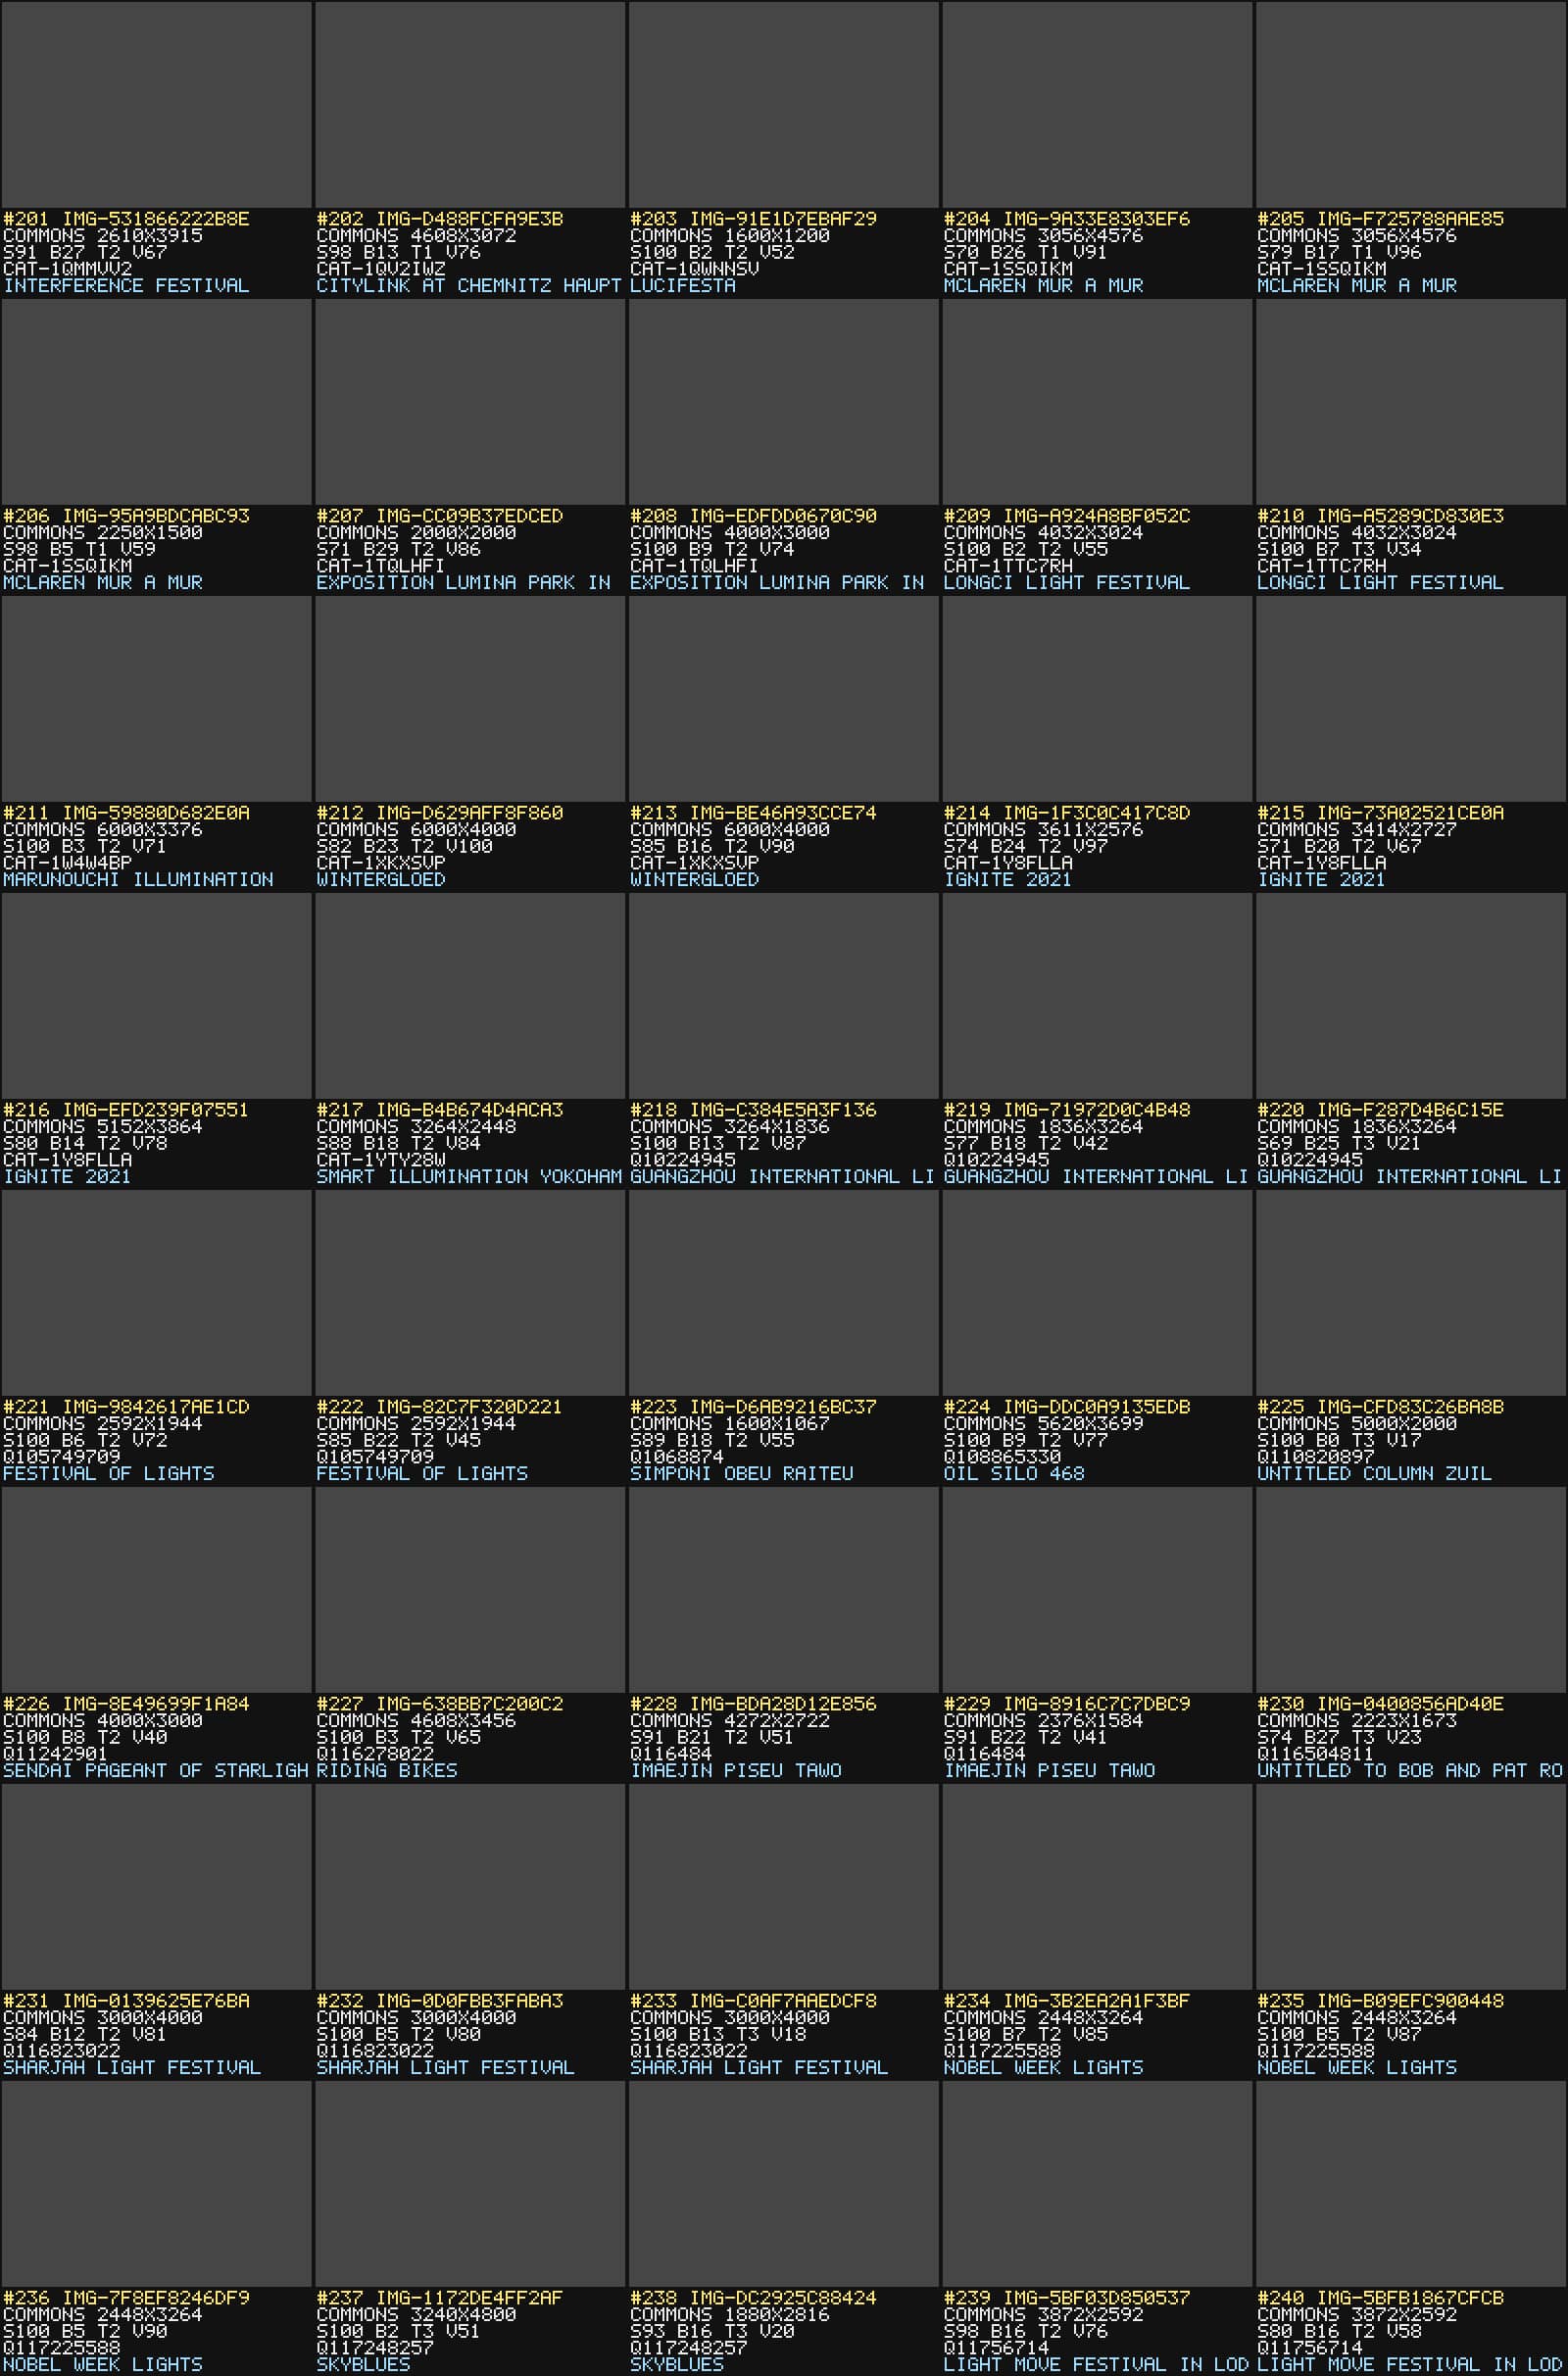 #201 IMG-531866222B8E
COMMONS 2610X3915
S91 B27 T2 V67
CAT-1QMMVV2
INTERFERENCE FESTIVAL
#202 IMG-D488FCFA9E3B
COMMONS 4608X3072
S98 B13 T1 V76
CAT-1QV2IWZ
CITYLINK AT CHEMNITZ HAUPT
#203 IMG-91E1D7EBAF29
COMMONS 1600X1200
S100 B2 T2 V52
CAT-1QWNNSV
LUCIFESTA
#204 IMG-9A33E8303EF6
COMMONS 3056X4576
S70 B26 T1 V91
CAT-1SSQIKM
MCLAREN MUR A MUR
#205 IMG-F725788AAE85
COMMONS 3056X4576
S79 B17 T1 V96
CAT-1SSQIKM
MCLAREN MUR A MUR
#206 IMG-95A9BDCABC93
COMMONS 2250X1500
S98 B5 T1 V59
CAT-1SSQIKM
MCLAREN MUR A MUR
#207 IMG-CC09B37EDCED
COMMONS 2000X2000
S71 B29 T2 V86
CAT-1TQLHFI
EXPOSITION LUMINA PARK IN
#208 IMG-EDFDD0670C90
COMMONS 4000X3000
S100 B9 T2 V74
CAT-1TQLHFI
EXPOSITION LUMINA PARK IN
#209 IMG-A924A8BF052C
COMMONS 4032X3024
S100 B2 T2 V55
CAT-1TTC7RH
LONGCI LIGHT FESTIVAL
#210 IMG-A5289CD830E3
COMMONS 4032X3024
S100 B7 T3 V34
CAT-1TTC7RH
LONGCI LIGHT FESTIVAL
#211 IMG-59880D682E0A
COMMONS 6000X3376
S100 B3 T2 V71
CAT-1W4W4BP
MARUNOUCHI ILLUMINATION
#212 IMG-D629AFF8F860
COMMONS 6000X4000
S82 B23 T2 V100
CAT-1XKXSVP
WINTERGLOED
#213 IMG-BE46A93CCE74
COMMONS 6000X4000
S85 B16 T2 V90
CAT-1XKXSVP
WINTERGLOED
#214 IMG-1F3C0C417C8D
COMMONS 3611X2576
S74 B24 T2 V97
CAT-1Y8FLLA
IGNITE 2021
#215 IMG-73A02521CE0A
COMMONS 3414X2727
S71 B20 T2 V67
CAT-1Y8FLLA
IGNITE 2021
#216 IMG-EFD239F07551
COMMONS 5152X3864
S80 B14 T2 V78
CAT-1Y8FLLA
IGNITE 2021
#217 IMG-B4B674D4ACA3
COMMONS 3264X2448
S88 B18 T2 V84
CAT-1YTY28W
SMART ILLUMINATION YOKOHAM
#218 IMG-C384E5A3F136
COMMONS 3264X1836
S100 B13 T2 V87
Q10224945
GUANGZHOU INTERNATIONAL LI
#219 IMG-71972D0C4B48
COMMONS 1836X3264
S77 B18 T2 V42
Q10224945
GUANGZHOU INTERNATIONAL LI
#220 IMG-F287D4B6C15E
COMMONS 1836X3264
S69 B25 T3 V21
Q10224945
GUANGZHOU INTERNATIONAL LI
#221 IMG-9842617AE1CD
COMMONS 2592X1944
S100 B6 T2 V72
Q105749709
FESTIVAL OF LIGHTS
#222 IMG-82C7F320D221
COMMONS 2592X1944
S85 B22 T2 V45
Q105749709
FESTIVAL OF LIGHTS
#223 IMG-D6AB9216BC37
COMMONS 1600X1067
S89 B18 T2 V55
Q1068874
SIMPONI OBEU RAITEU
#224 IMG-DDC0A9135EDB
COMMONS 5620X3699
S100 B9 T2 V77
Q108865330
OIL SILO 468
#225 IMG-CFD83C26BA8B
COMMONS 5000X2000
S100 B0 T3 V17
Q110820897
UNTITLED COLUMN ZUIL
#226 IMG-8E49699F1A84
COMMONS 4000X3000
S100 B8 T2 V40
Q11242901
SENDAI PAGEANT OF STARLIGH
#227 IMG-638BB7C200C2
COMMONS 4608X3456
S100 B3 T2 V65
Q116278022
RIDING BIKES
#228 IMG-BDA28D12E856
COMMONS 4272X2722
S91 B21 T2 V51
Q116484
IMAEJIN PISEU TAWO
#229 IMG-8916C7C7DBC9
COMMONS 2376X1584
S91 B22 T2 V41
Q116484
IMAEJIN PISEU TAWO
#230 IMG-0400856AD40E
COMMONS 2223X1673
S74 B27 T3 V23
Q116504811
UNTITLED TO BOB AND PAT RO
#231 IMG-0139625E76BA
COMMONS 3000X4000
S84 B12 T2 V81
Q116823022
SHARJAH LIGHT FESTIVAL
#232 IMG-0D0FBB3FABA3
COMMONS 3000X4000
S100 B5 T2 V80
Q116823022
SHARJAH LIGHT FESTIVAL
#233 IMG-C0AF7AAEDCF8
COMMONS 3000X4000
S100 B13 T3 V18
Q116823022
SHARJAH LIGHT FESTIVAL
#234 IMG-3B2EA2A1F3BF
COMMONS 2448X3264
S100 B7 T2 V85
Q117225588
NOBEL WEEK LIGHTS
#235 IMG-B09EFC900448
COMMONS 2448X3264
S100 B5 T2 V87
Q117225588
NOBEL WEEK LIGHTS
#236 IMG-7F8EF8246DF9
COMMONS 2448X3264
S100 B5 T2 V90
Q117225588
NOBEL WEEK LIGHTS
#237 IMG-1172DE4FF2AF
COMMONS 3240X4800
S100 B2 T3 V51
Q117248257
SKYBLUES
#238 IMG-DC2925C88424
COMMONS 1880X2816
S93 B16 T3 V20
Q117248257
SKYBLUES
#239 IMG-5BF03D850537
COMMONS 3872X2592
S98 B16 T2 V76
Q11756714
LIGHT MOVE FESTIVAL IN LOD
#240 IMG-5BFB1867CFCB
COMMONS 3872X2592
S80 B16 T2 V58
Q11756714
LIGHT MOVE FESTIVAL IN LOD